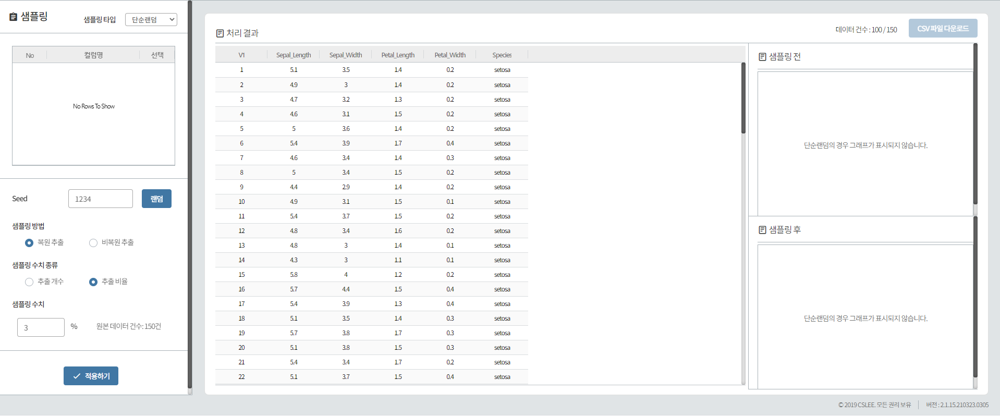 샘플링
샘플링 타입
단순랜덤
No 컬럼명 선택
No Rows To Show
Seed
1234
랜덤
샘플링 방법
복원 추출 비복원 추출
샘플링 수치 종류
추출 개수 추출 비율
샘플링 수치
3 % 원본 데이터 건수: 150건
적용하기
처리 결과
데이터 건수 : 100 / 150
CSV 파일 다운로드
V1 Sepal_Length Sepal_Width Petal_Length Petal_Width Species
1 5.1 3.5 1.4 0.2 setosa
2 4.9 3 1.4 0.2 setosa
3 4.7 3.2 1.3 0.2 setosa
4 4.6 3.1 1.5 0.2 setosa
5 5 3.6 1.4 0.2 setosa
6 5.4 3.9 1.7 0.4 setosa
7 4.6 3.4 1.4 0.3 setosa
8 5 3.4 1.5 0.2 setosa
9 4.4 2.9 1.4 0.2 setosa
10 4.9 3.1 1.5 0.1 setosa
11 5.4 3.7 1.5 0.2 setosa
12 4.8 3.4 1.6 0.2 setosa
13 4.8 3 1.4 0.1 setosa
14 4.3 3 1.1 0.1 setosa
15 5.8 4 1.2 0.2 setosa
16 5.7 4.4 1.5 0.4 setosa
17 5.4 3.9 1.3 0.4 setosa
18 5.1 3.5 1.4 0.3 setosa
19 5.7 3.8 1.7 0.3 setosa
20 5.1 3.8 1.5 0.3 setosa
21 5.4 3.4 1.7 0.2 setosa
22 5.1 3.7 1.5 0.4 setosa
샘플링 전
단순랜덤의 경우 그래프가 표시되지 않습니다.
샘플링 후
단순랜덤의 경우 그래프가 표시되지 않습니다.
© 2019 CSLEE. 모든 권리 보유 버전 : 2.1.15.210323.0305